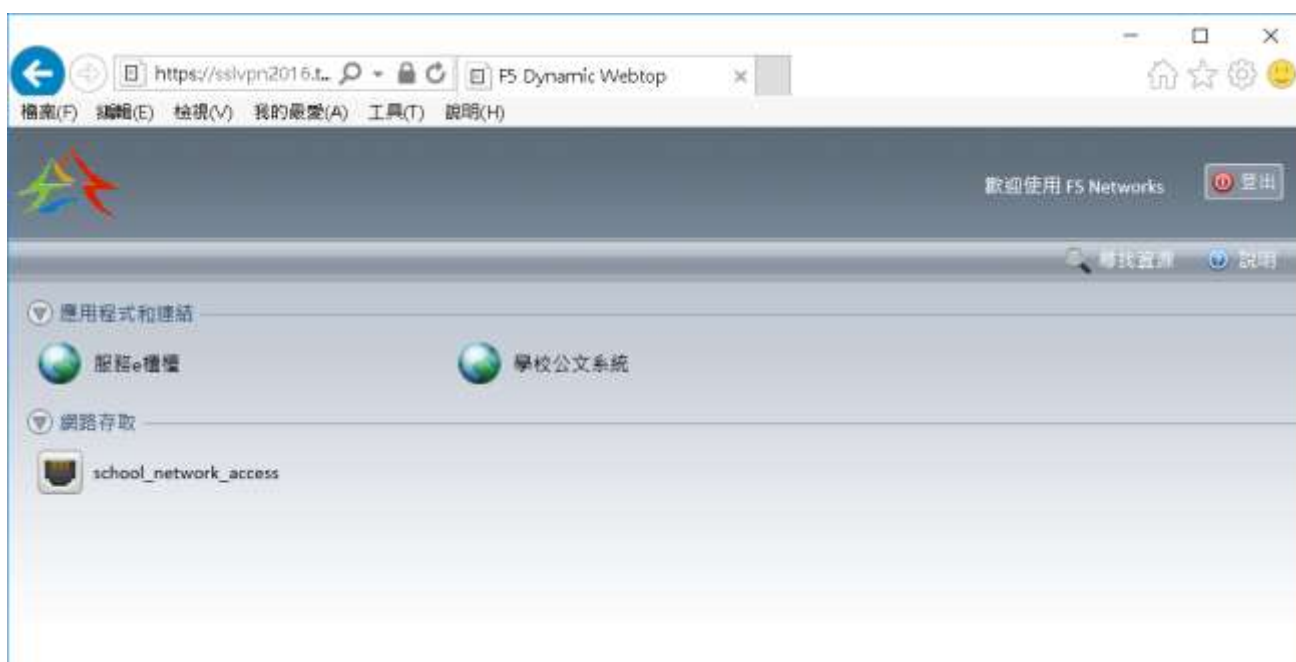 https://sslvpn2016.t... F5 Dynamic Webtop
檔案(F) 編輯(E) 檢視(V) 我的最愛(A) 工具(T) 說明(H)
歡迎使用 F5 Networks 登出
尋找資源 說明
應用程式和連結
服務e櫃檯 學校公文系統
網路存取
school_network_access